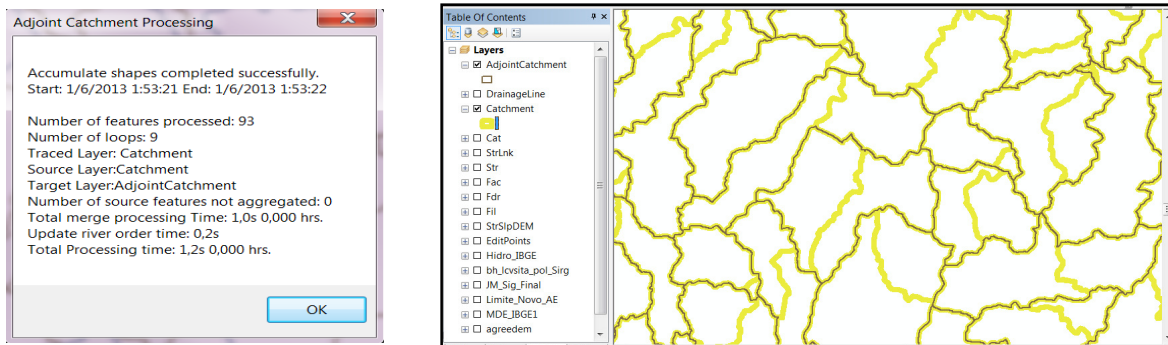 Adjoint Catchment Processing
Accumulate shapes completed successfully.
Start: 1/6/2013 1:53:21 End: 1/6/2013 1:53:22
Number of features processed: 93
Number of loops: 9
Traced Layer: Catchment
Source Layer:Catchment
Target Layer:AdjointCatchment
Number of source features not aggregated: 0
Total merge processing Time: 1,0s 0,000 hrs.
Update river order time: 0,2s
Total Processing time: 1,2s 0,000 hrs.
OK
Table Of Contents
Layers
AdjointCatchment
DrainageLine
Catchment
Cat
StrLnk
Str
Fac
Fdr
Fil
StrSlpDEM
EditPoints
Hidro_IBGE
bh_lcvsita_pol_Sirg
JM_Sig_Final
Limite_Novo_AE
MDE_IBGE1
agreedem